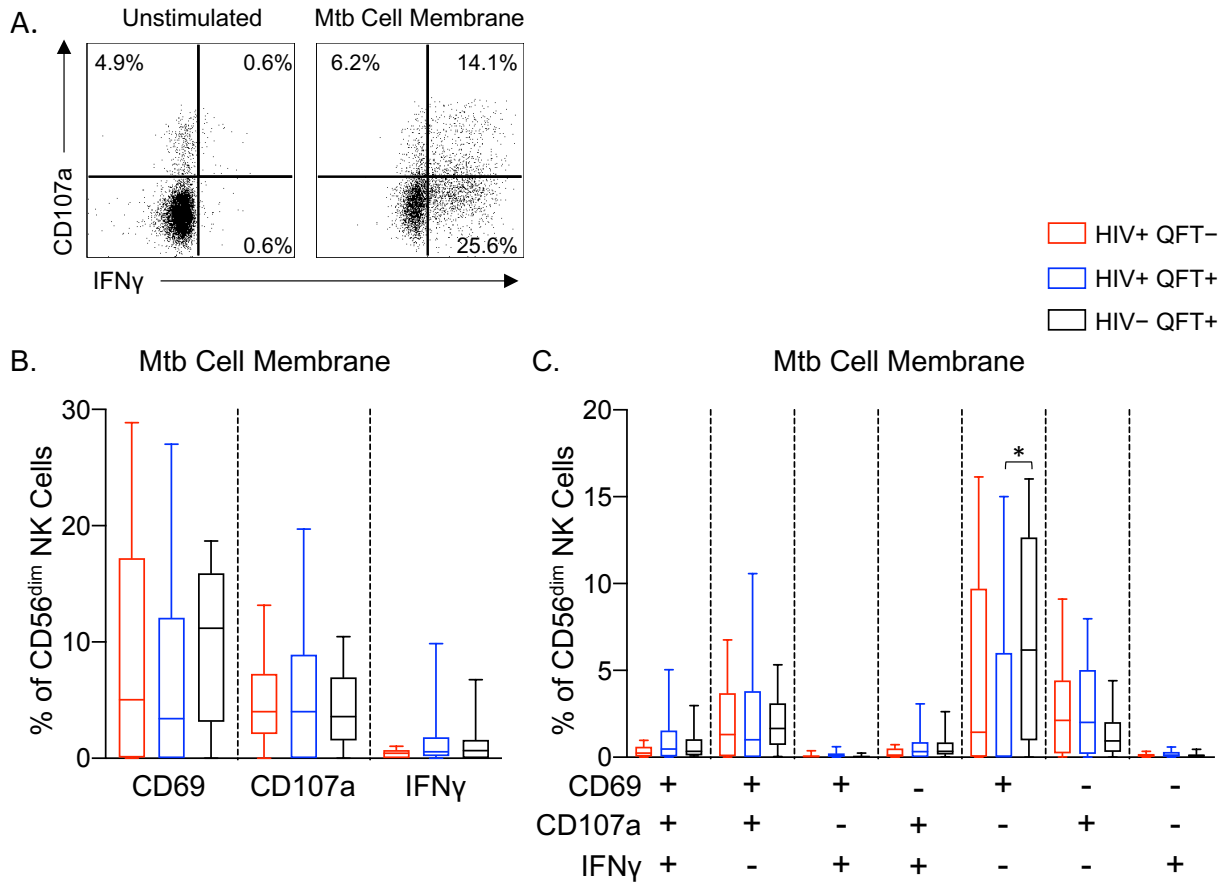 A.
Unstimulated
Mtb Cell Membrane
4.9%
0.6%
6.2%
14.1%
CD107a
0.6%
25.6%
IFNγ
HIV+ QFT−
HIV+ QFT+
HIV− QFT+
B.
Mtb Cell Membrane
% of CD56dim NK Cells
30
20
10
0
CD69
CD107a
IFNγ
C.
Mtb Cell Membrane
% of CD56dim NK Cells
20
15
10
5
0
*
CD69 + + + - + - -
CD107a + + - + - + -
IFNγ + - + + - - +